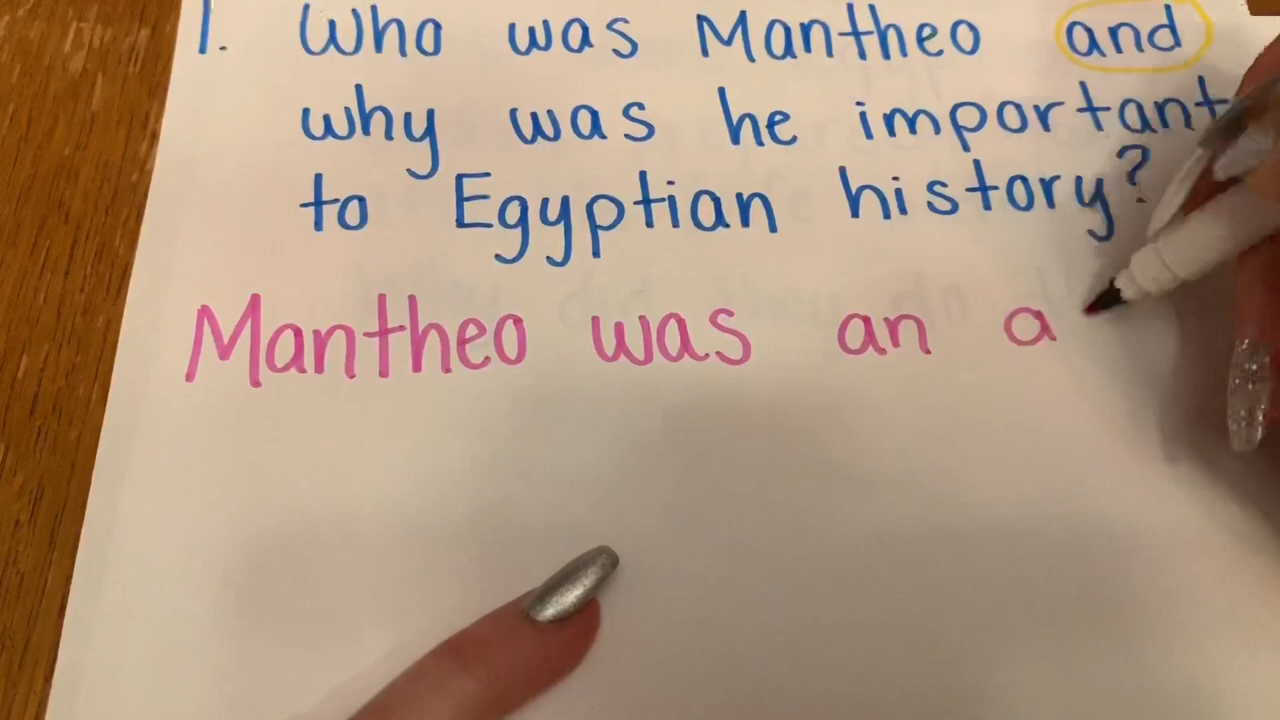 1. Who was Mantheo and
why was he important
to Egyptian history?
Mantheo was an a